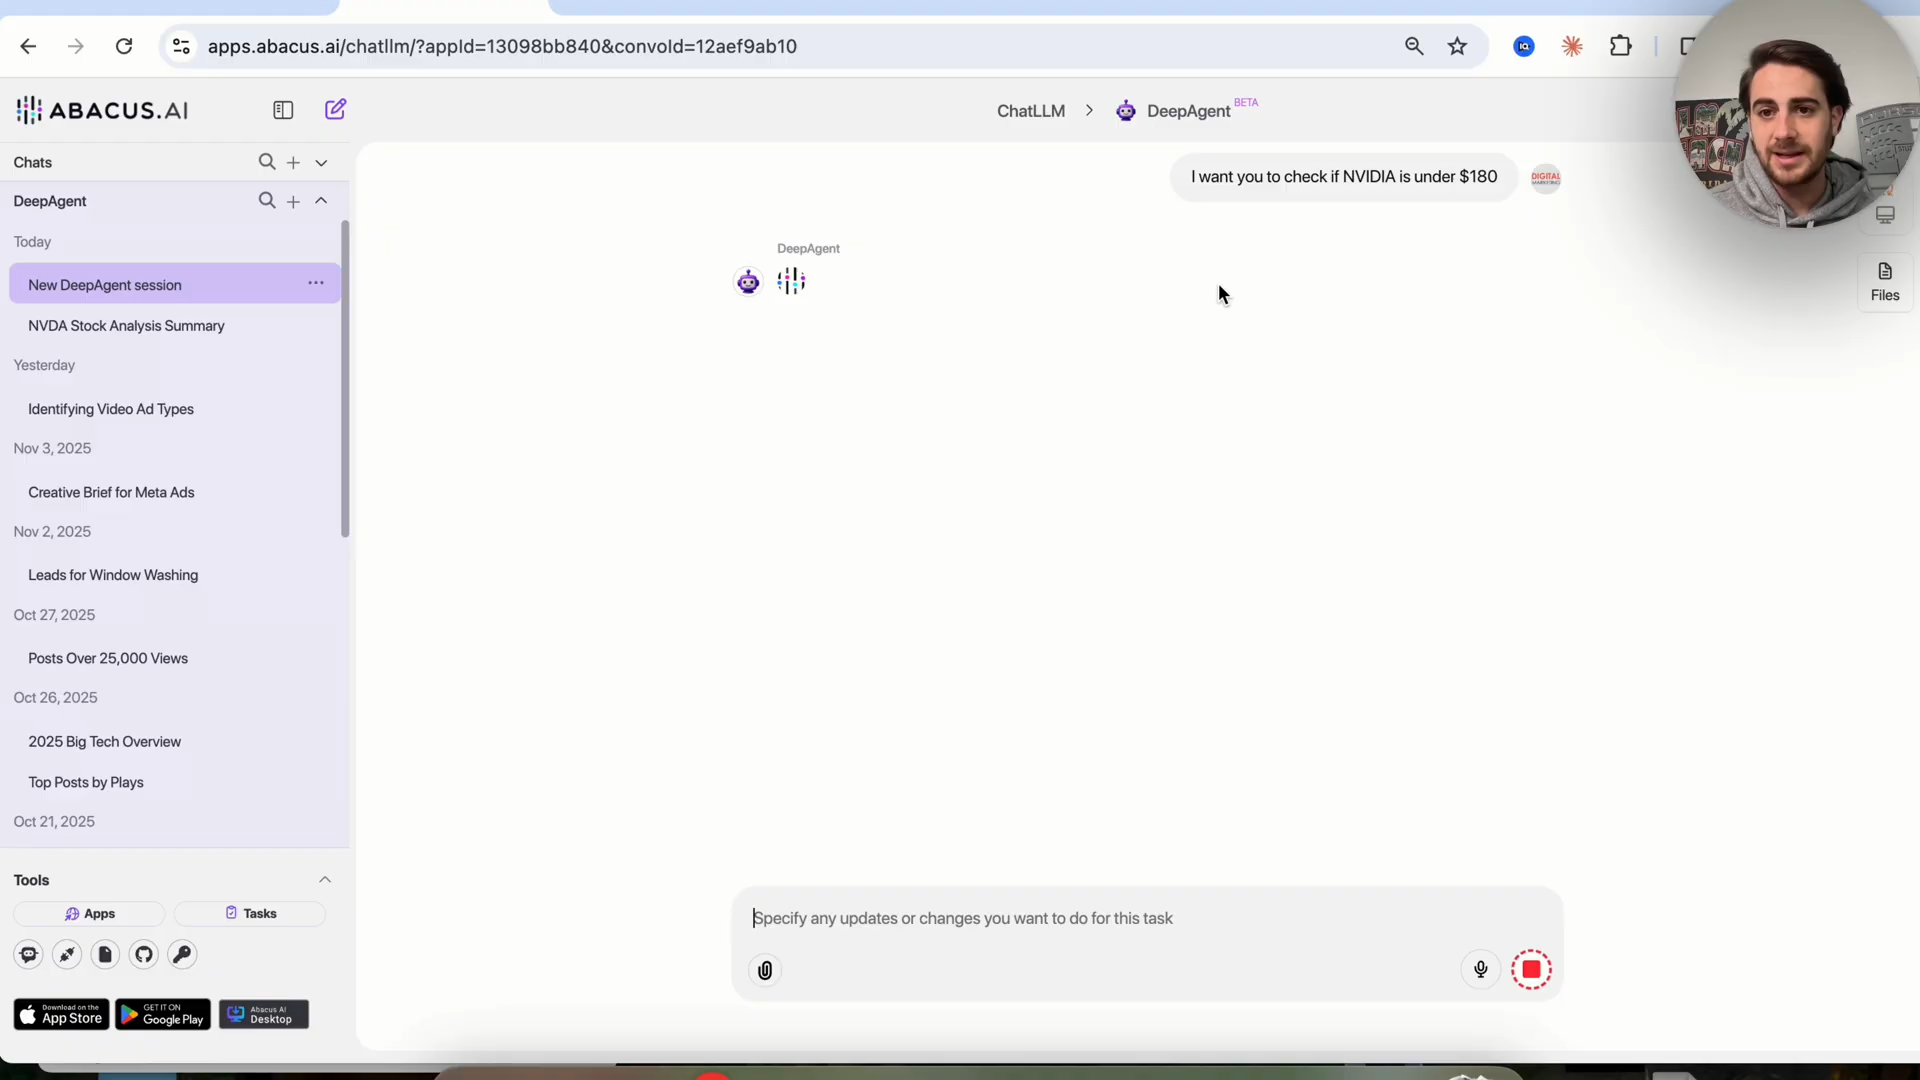 apps.abacus.ai/chatllm/?appId=13098bb840&convoId=12aef9ab10
ABACUS.AI
ChatLLM > DeepAgent BETA
Chats
DeepAgent
Today
New DeepAgent session
NVDA Stock Analysis Summary
Yesterday
Identifying Video Ad Types
Nov 3, 2025
Creative Brief for Meta Ads
Nov 2, 2025
Leads for Window Washing
Oct 27, 2025
Posts Over 25,000 Views
Oct 26, 2025
2025 Big Tech Overview
Top Posts by Plays
Oct 21, 2025
Tools
Apps
Tasks
Download on the
App Store
GET IT ON
Google Play
Abacus AI
Desktop
I want you to check if NVIDIA is under $180
DIGITAL
MARKETING
DeepAgent
Files
Specify any updates or changes you want to do for this task